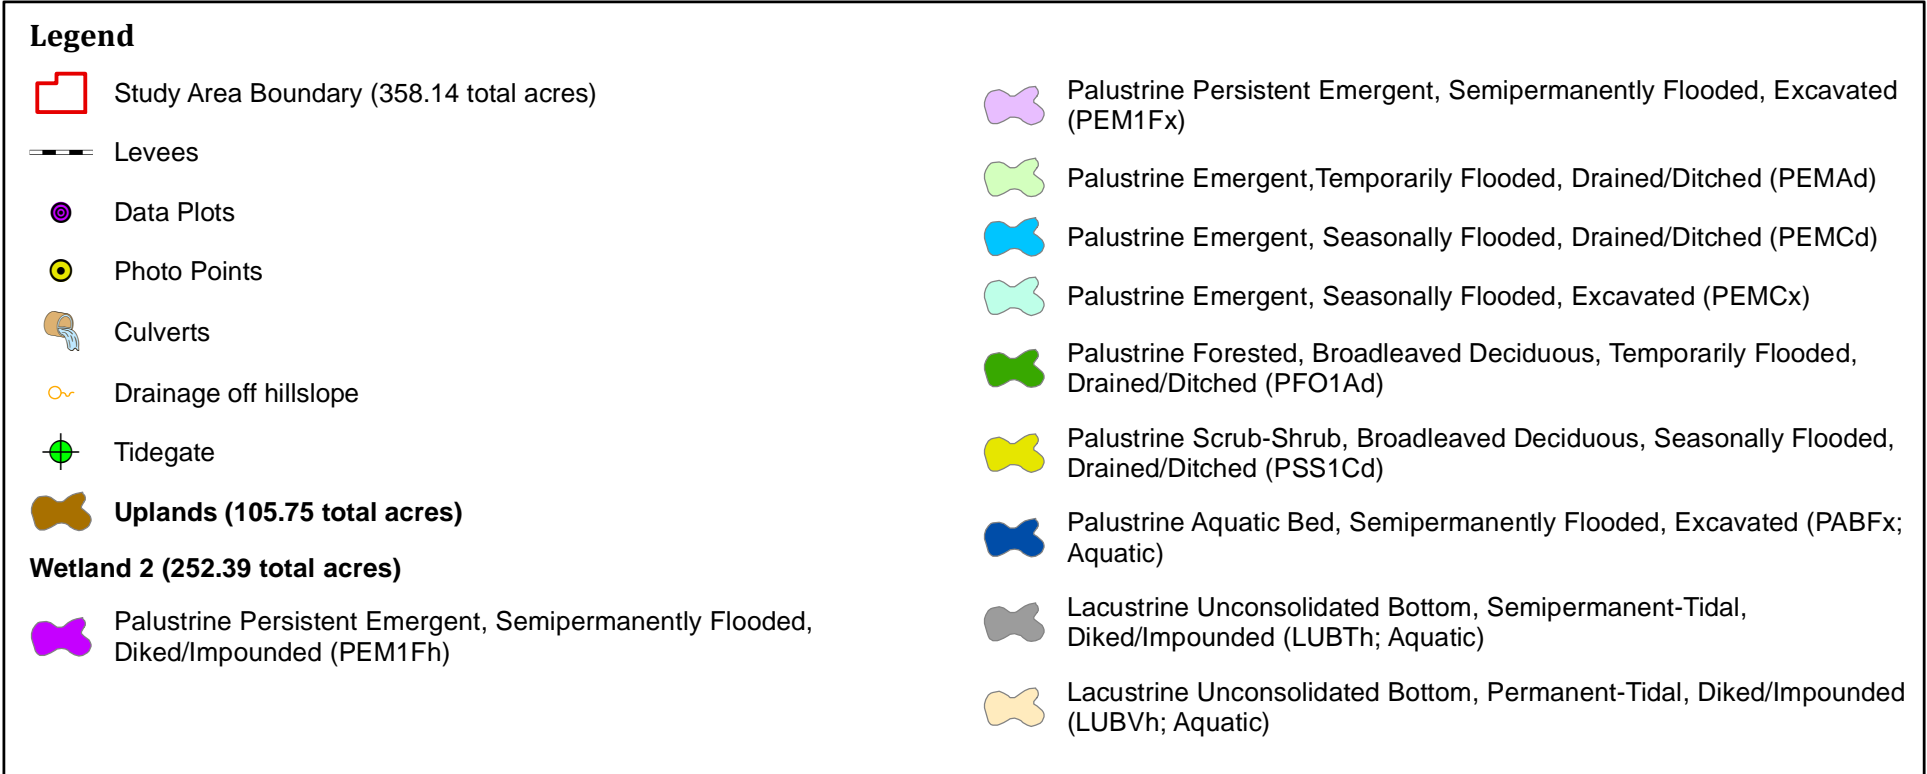 Legend
Study Area Boundary (358.14 total acres)
Levees
Data Plots
Photo Points
Culverts
Drainage off hillslope
Tidegate
Uplands (105.75 total acres)
Wetland 2 (252.39 total acres)
Palustrine Persistent Emergent, Semipermanently Flooded,
Diked/Impounded (PEM1Fh)
Palustrine Persistent Emergent, Semipermanently Flooded, Excavated
(PEM1Fx)
Palustrine Emergent,Temporarily Flooded, Drained/Ditched (PEMAd)
Palustrine Emergent, Seasonally Flooded, Drained/Ditched (PEMCd)
Palustrine Emergent, Seasonally Flooded, Excavated (PEMCx)
Palustrine Forested, Broadleaved Deciduous, Temporarily Flooded,
Drained/Ditched (PFO1Ad)
Palustrine Scrub-Shrub, Broadleaved Deciduous, Seasonally Flooded,
Drained/Ditched (PSS1Cd)
Palustrine Aquatic Bed, Semipermanently Flooded, Excavated (PABFx;
Aquatic)
Lacustrine Unconsolidated Bottom, Semipermanent-Tidal,
Diked/Impounded (LUBTh; Aquatic)
Lacustrine Unconsolidated Bottom, Permanent-Tidal, Diked/Impounded
(LUBVh; Aquatic)